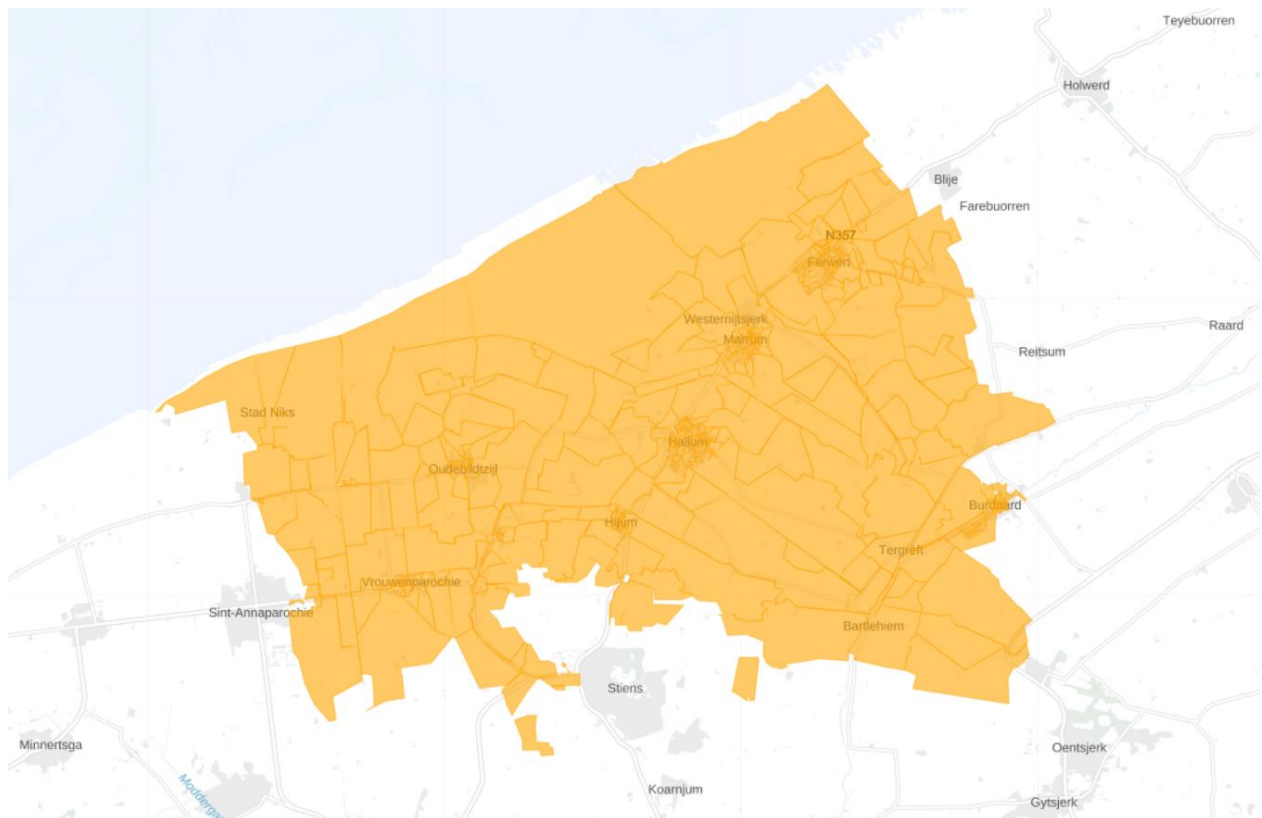 Teyebuorren
Holwerd
Blije
Farebuorren
N357
Ferwert
Westernijtsjerk
Marrum
Raard
Reitsum
Stad Niks
Hallum
Oudebildtzijl
Burdaard
Hijum
Tergrêft
Vrouwenparochie
Sint-Annaparochie
Bartlehiem
Stiens
Minnertsga
Oentsjerk
Koarnjum
Gytsjerk